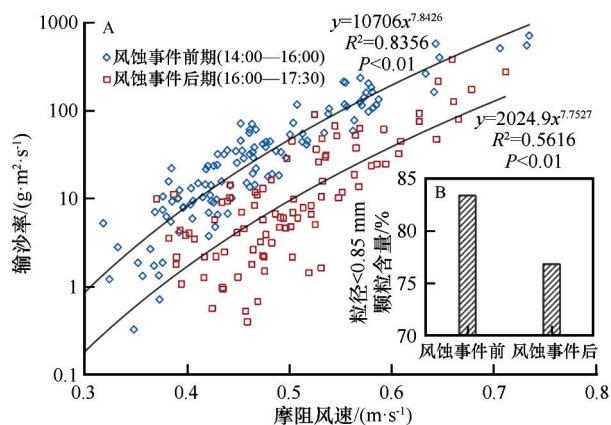 A
y=10706x^7.8426
R²=0.8356
P<0.01
风蚀事件前期(14:00—16:00)
风蚀事件后期(16:00—17:30)
y=2024.9x^7.7527
R²=0.5616
P<0.01
1000
100
10
1
0.1
输沙率/(g·m²·s⁻¹)
0.3 0.4 0.5 0.6 0.7 0.8
摩阻风速/(m·s⁻¹)
B
85
80
75
70
粒径<0.85 mm
颗粒含量/%
风蚀事件前 风蚀事件后